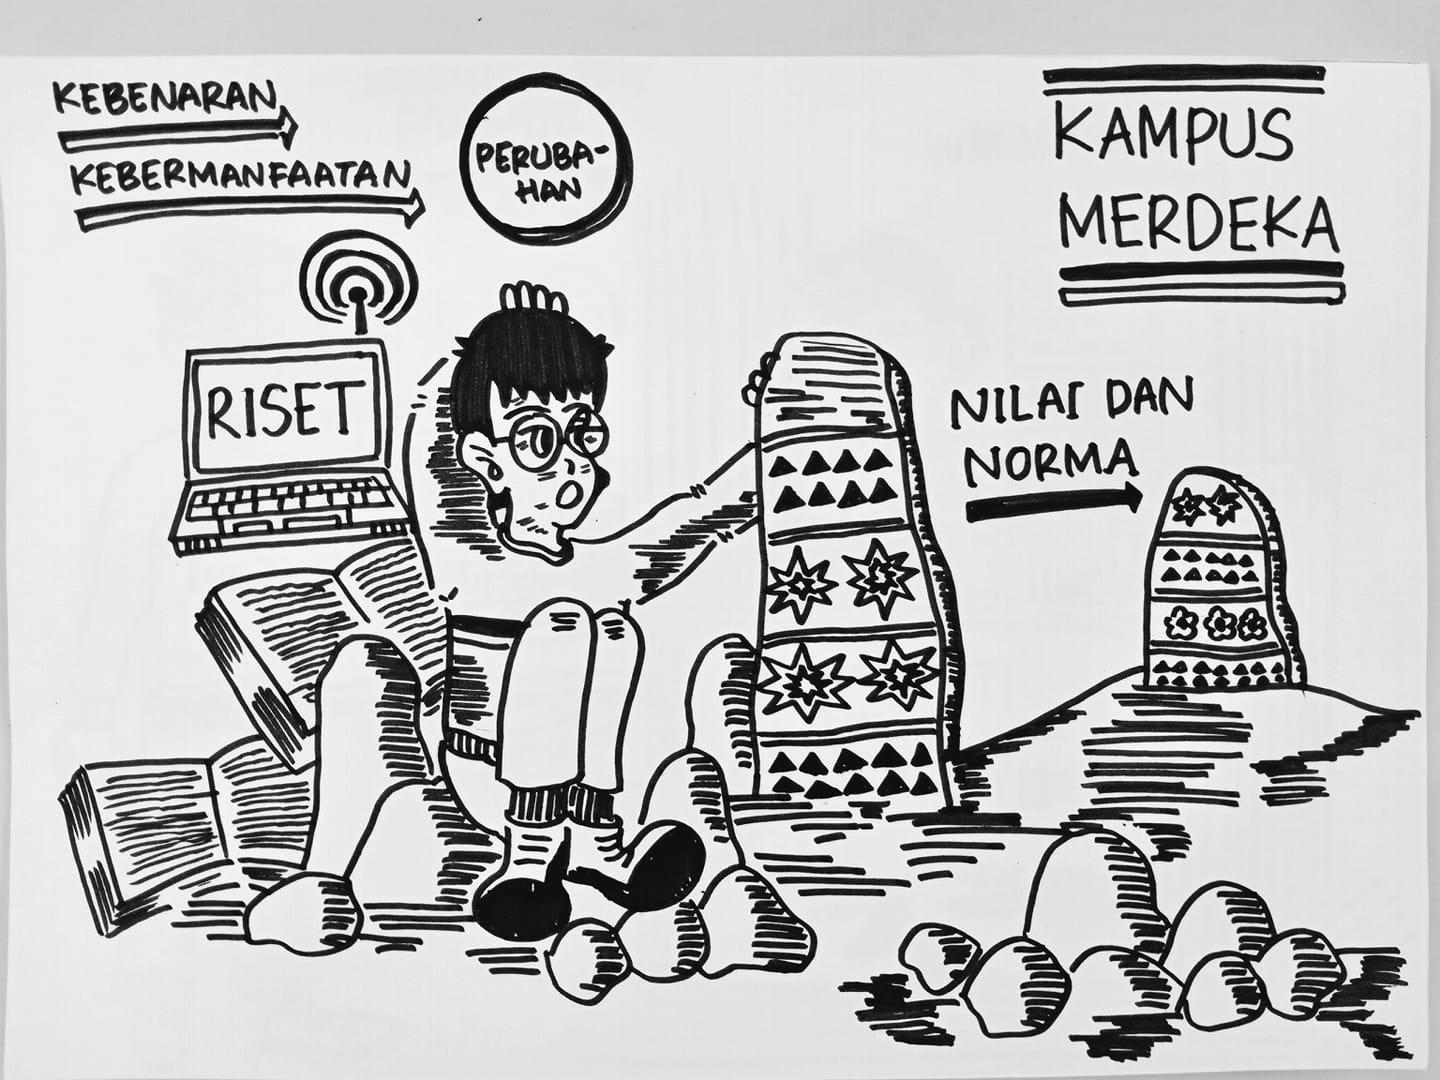 KEBENARAN
KEBERMANFAATAN
PERUBA-
HAN
KAMPUS
MERDEKA
RISET
NILAI DAN
NORMA